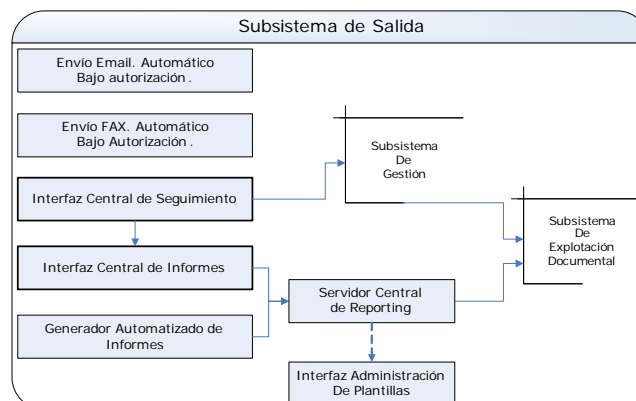 Subsistema de Salida
Envío Email. Automático
Bajo autorización .
Envío FAX. Automático
Bajo Autorización .
Interfaz Central de Seguimiento
Interfaz Central de Informes
Generador Automatizado de
Informes
Subsistema
De
Gestión
Servidor Central
de Reporting
Interfaz Administración
De Plantillas
Subsistema
De
Explotación
Documental